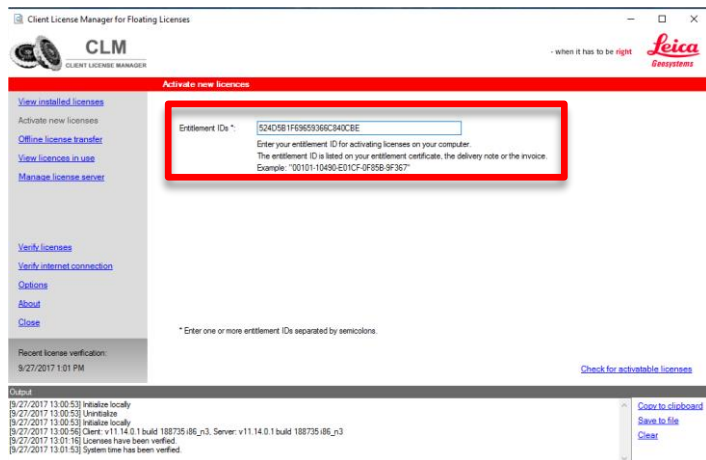 Client License Manager for Floating Licenses
CLM
CLIENT LICENSE MANAGER
- when it has to be right
Leica
Geosystems
Activate new licences
View installed licenses
Activate new licenses
Offline license transfer
View licences in use
Manage license server
Entitlement IDs *:
524D5B1F69659366C840CBE
Enter your entitlement ID for activating licenses on your computer.
The entitlement ID is listed on your entitlement certificate, the delivery note or the invoice.
Example: "00101-10490-E01CF-0F85B-9F367"
Verify licenses
Verify internet connection
Options
About
Close
* Enter one or more entitlement IDs separated by semicolons.
Recent license verfication:
9/27/2017 1:01 PM
Check for activatable licenses
Output
[9/27/2017 13:00:53] Initialize locally
[9/27/2017 13:00:53] Uninitialize
[9/27/2017 13:00:53] Initialize locally
[9/27/2017 13:00:56] Client: v11.14.0.1 build 188735 i86_n3, Server: v11.14.0.1 build 188735 i86_n3
[9/27/2017 13:01:16] Licenses have been verified.
[9/27/2017 13:01:53] System time has been verified.
Copy to clipboard
Save to file
Clear